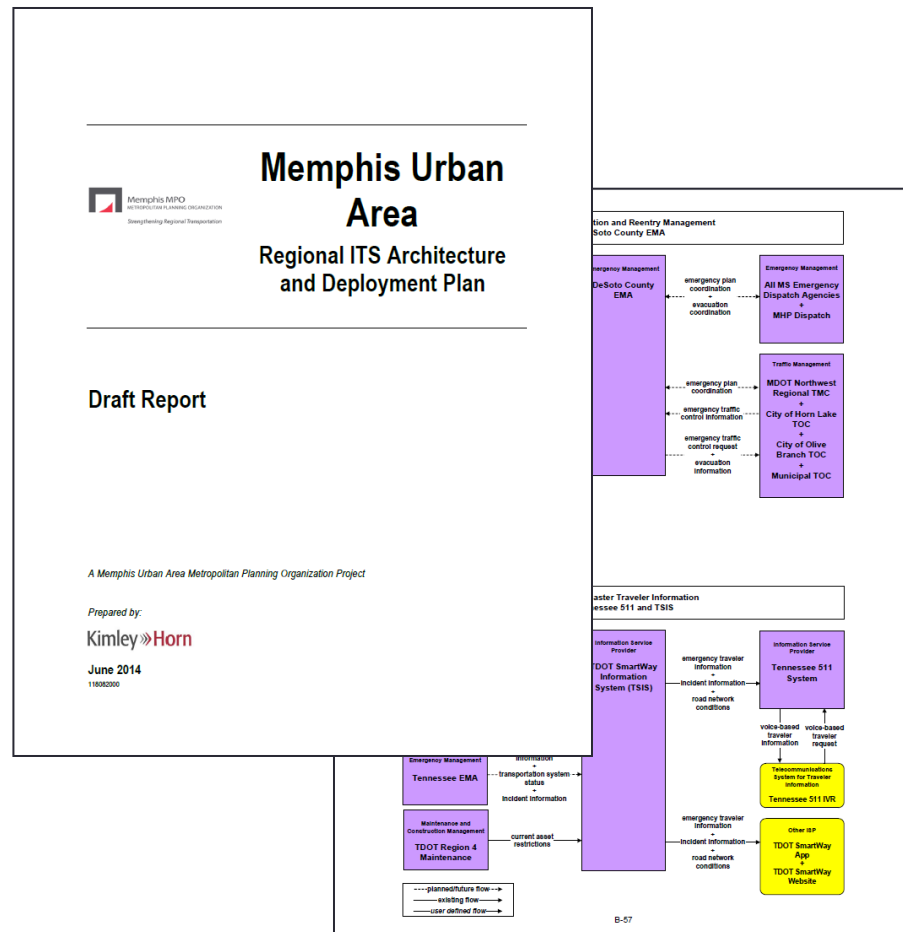 Memphis MPO
METROPOLITAN PLANNING ORGANIZATION
Strengthening Regional Transportation
Memphis Urban
Area
Regional ITS Architecture
and Deployment Plan
Draft Report
A Memphis Urban Area Metropolitan Planning Organization Project
Prepared by:
Kimley»Horn
June 2014
118082000
tion and Reentry Management
Soto County EMA
mergency Management
DeSoto County
EMA
emergency plan
coordination
+
evacuation
coordination
Emergency Management
All MS Emergency
Dispatch Agencies
+
MHP Dispatch
emergency plan
coordination
emergency traffic
control information
emergency traffic
control request
+
evacuation
information
Traffic Management
MDOT Northwest
Regional TMC
+
City of Horn Lake
TOC
+
City of Olive
Branch TOC
+
Municipal TOC
aster Traveler Information
nessee 511 and TSIS
Information Service
Provider
TDOT SmartWay
Information
System (TSIS)
emergency traveler
information
+
incident information
+
road network
conditions
Information Service
Provider
Tennessee 511
System
voice-based
traveler
information
voice-based
traveler
request
Telecommunications
System for Traveler
Information
Tennessee 511 IVR
Emergency Management
Tennessee EMA
information
+
transportation system
status
+
incident information
Maintenance and
Construction Management
TDOT Region 4
Maintenance
current asset
restrictions
emergency traveler
information
+
incident information
+
road network
conditions
Other ISP
TDOT SmartWay
App
+
TDOT SmartWay
Website
planned/future flow
existing flow
user defined flow
B-57